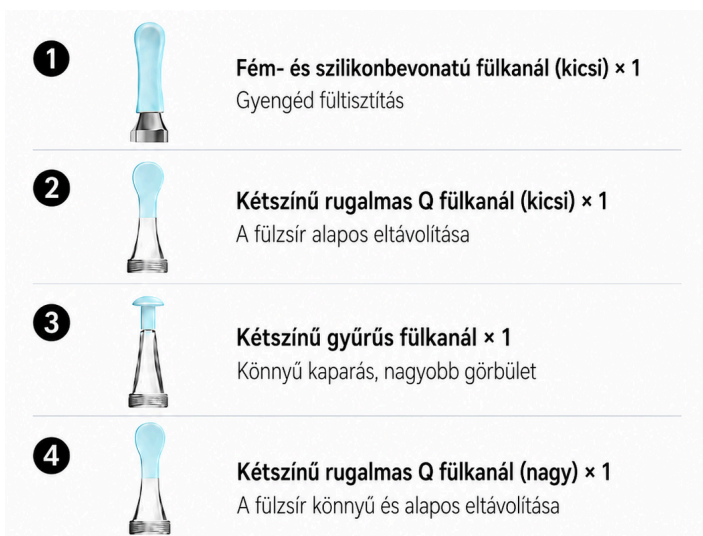 1
Fém- és szilikonbevonatú fülkanál (kicsi) × 1
Gyengéd fültisztítás
2
Kétszínű rugalmas Q fülkanál (kicsi) × 1
A fülzsír alapos eltávolítása
3
Kétszínű gyűrűs fülkanál × 1
Könnyű kaparás, nagyobb görbület
4
Kétszínű rugalmas Q fülkanál (nagy) × 1
A fülzsír könnyű és alapos eltávolítása